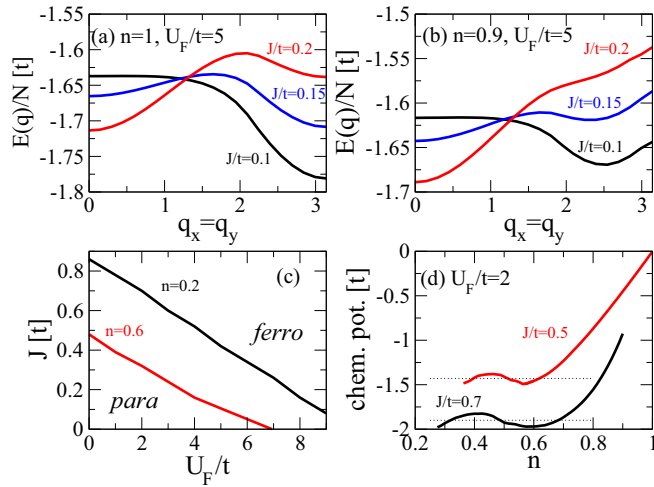 (a) n=1, U_F/t=5
J/t=0.2
J/t=0.15
J/t=0.1
E(q)/N [t]
-1.55
-1.6
-1.65
-1.7
-1.75
-1.8
0 1 2 3
q_x=q_y
(b) n=0.9, U_F/t=5
J/t=0.2
J/t=0.15
J/t=0.1
E(q)/N [t]
-1.5
-1.55
-1.6
-1.65
-1.7
0 1 2 3
q_x=q_y
(c)
n=0.2
n=0.6
ferro
para
J [t]
0.8
0.6
0.4
0.2
0
0 2 4 6 8
U_F/t
(d) U_F/t=2
J/t=0.5
J/t=0.7
chem. pot. [t]
0
-0.5
-1
-1.5
-2
0.2 0.4 0.6 0.8 1
n